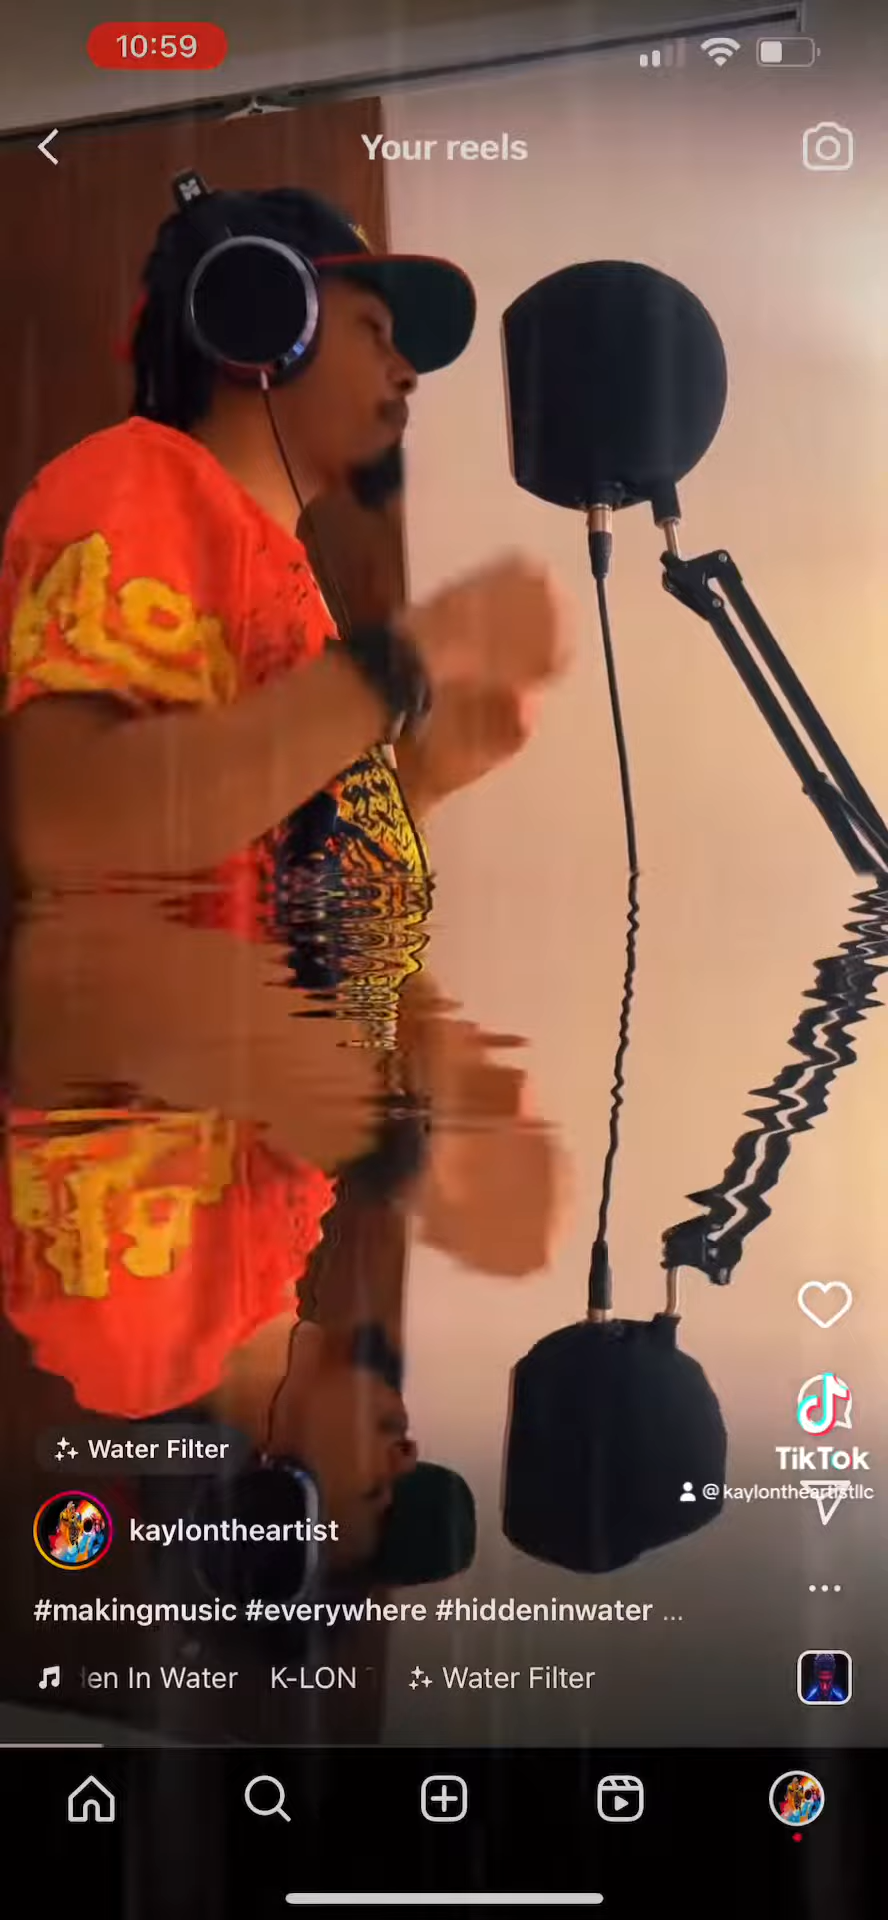 10:59
Your reels
Water Filter
TikTok
@kaylontheartistllc
kaylontheartist
#makingmusic #everywhere #hiddeninwater ...
en In Water K-LON Water Filter